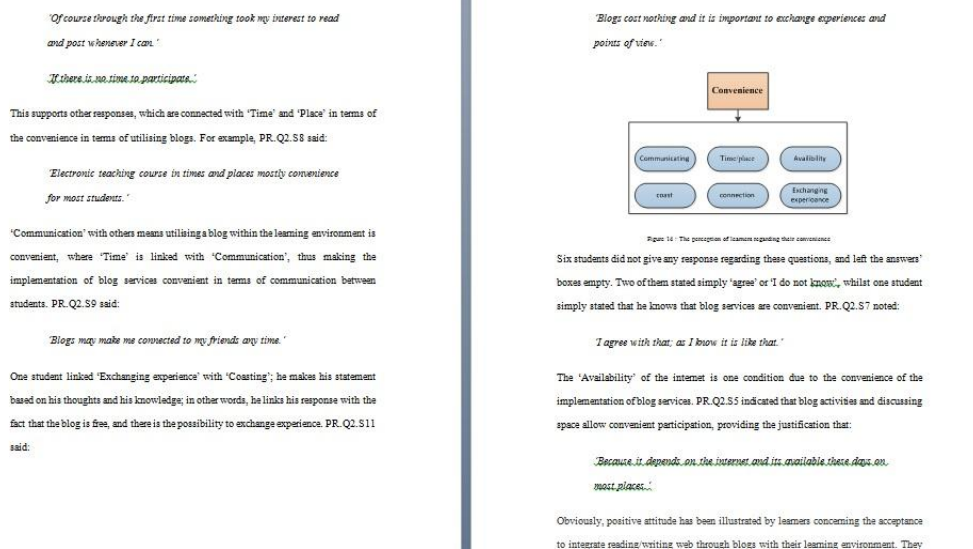 'Of course through the first time something took my interest to read
and post whenever I can.'
'If there is no time to participate.'
This supports other responses, which are connected with 'Time' and 'Place' in terms of
the convenience in terms of utilising blogs. For example, PR.Q2.S8 said:
'Electronic teaching course in times and places mostly convenience
for most students.'
'Communication' with others means utilising a blog within the learning environment is
convenient, where 'Time' is linked with 'Communication', thus making the
implementation of blog services convenient in terms of communication between
students. PR.Q2.S9 said:
'Blogs may make me connected to my friends any time.'
One student linked 'Exchanging experience' with 'Coasting'; he makes his statement
based on his thoughts and his knowledge; in other words, he links his response with the
fact that the blog is free, and there is the possibility to exchange experience. PR.Q2.S11
said:
'Blogs cost nothing and it is important to exchange experiences and
points of view.'
Convenience
Communicating
Time/place
Availibility
coast
connection
Exchanging
experioance
Figure 14 : The perception of learners regarding their convenience
Six students did not give any response regarding these questions, and left the answers'
boxes empty. Two of them stated simply 'agree' or 'I do not know', whilst one student
simply stated that he knows that blog services are convenient. PR.Q2.S7 noted:
'I agree with that; as I know it is like that.'
The 'Availability' of the internet is one condition due to the convenience of the
implementation of blog services. PR.Q2.S5 indicated that blog activities and discussing
space allow convenient participation, providing the justification that:
'Because it depends on the internet and its available these days on
most places.'
Obviously, positive attitude has been illustrated by learners concerning the acceptance
to integrate reading/writing web through blogs with their learning environment. They